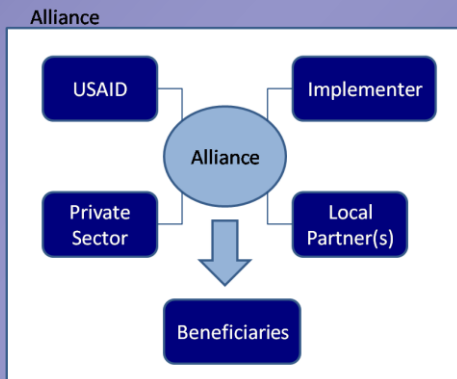 Alliance
USAID
Implementer
Alliance
Private
Sector
Local
Partner(s)
Beneficiaries